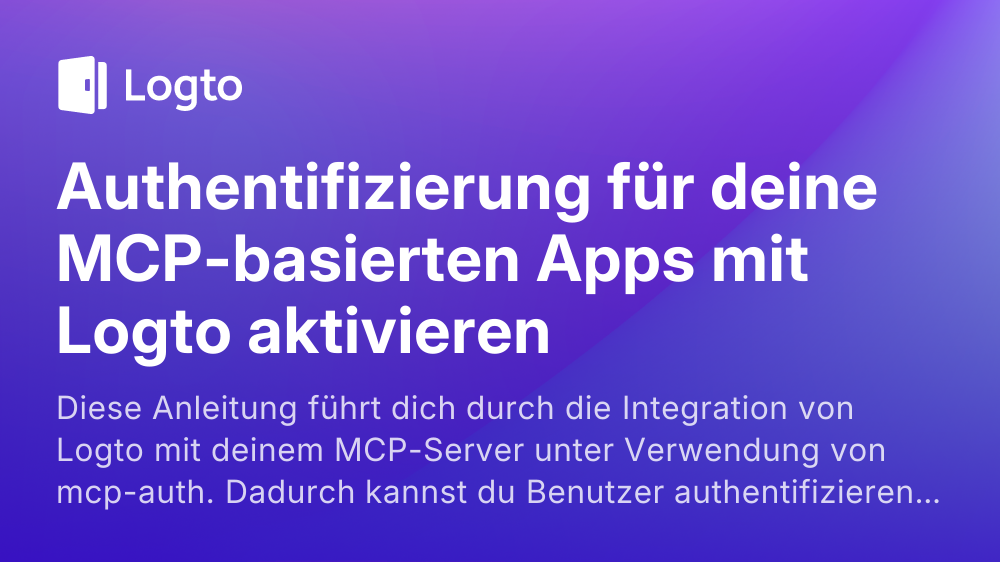 Logto
Authentifizierung für deine
MCP-basierten Apps mit
Logto aktivieren
Diese Anleitung führt dich durch die Integration von
Logto mit deinem MCP-Server unter Verwendung von
mcp-auth. Dadurch kannst du Benutzer authentifizieren...